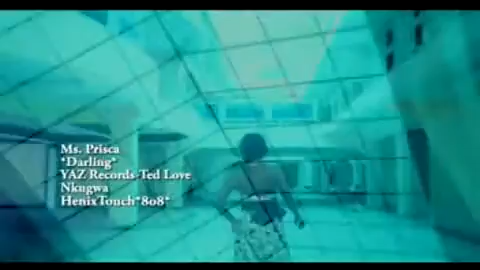 Ms. Prisca
*Darling*
YAZ Records-Ted Love
Nkugwa
HenixTouch*808*